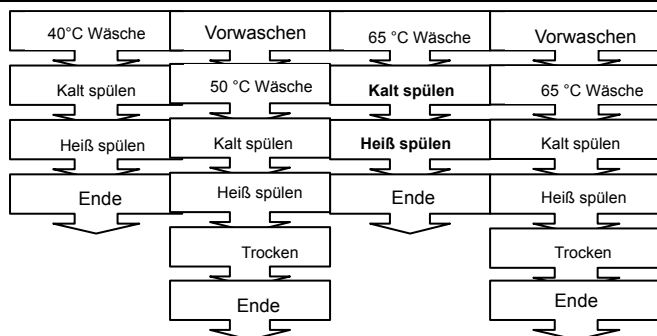 40°C Wäsche
Kalt spülen
Heiß spülen
Ende
Vorwaschen
50 °C Wäsche
Kalt spülen
Heiß spülen
Trocken
Ende
65 °C Wäsche
Kalt spülen
Heiß spülen
Ende
Vorwaschen
65 °C Wäsche
Kalt spülen
Heiß spülen
Trocken
Ende